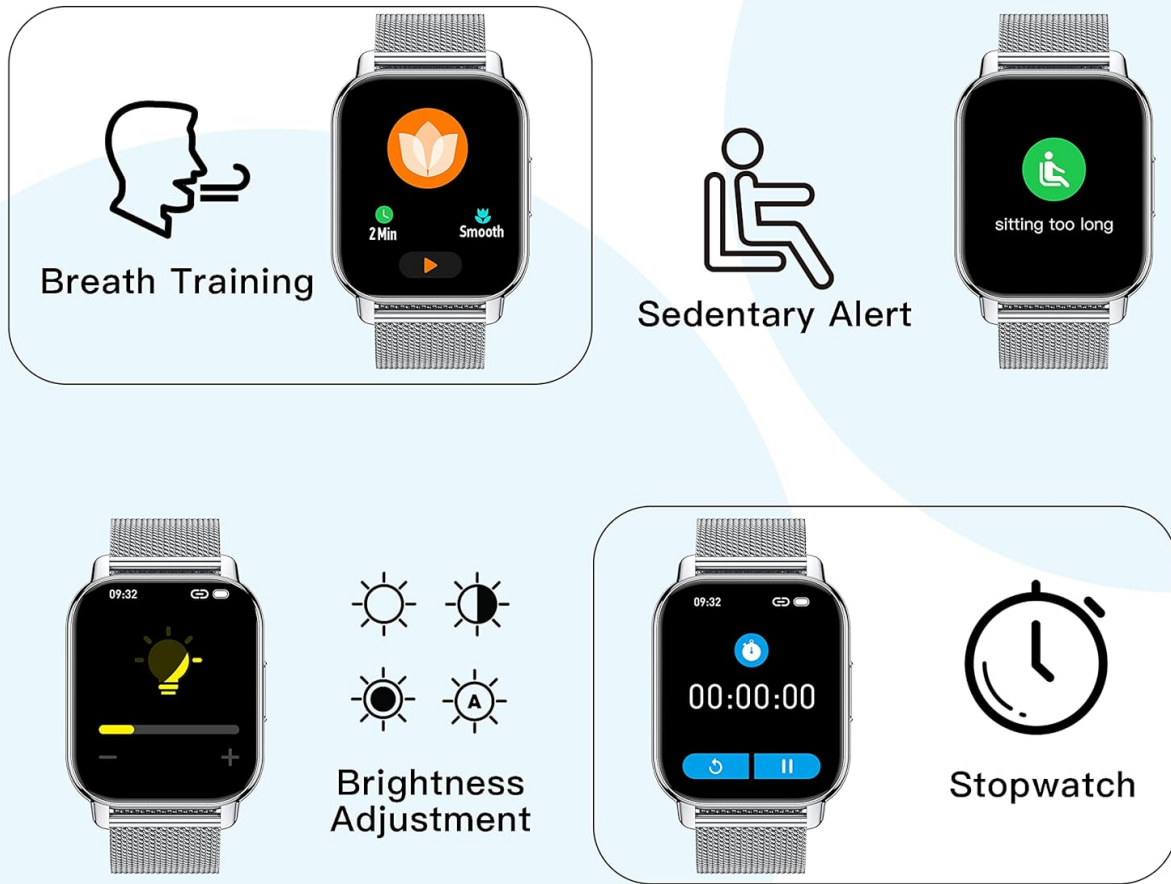 2 Min
Smooth
Breath Training
sitting too long
Sedentary Alert
09:32
A
Brightness
Adjustment
09:32
00:00:00
Stopwatch